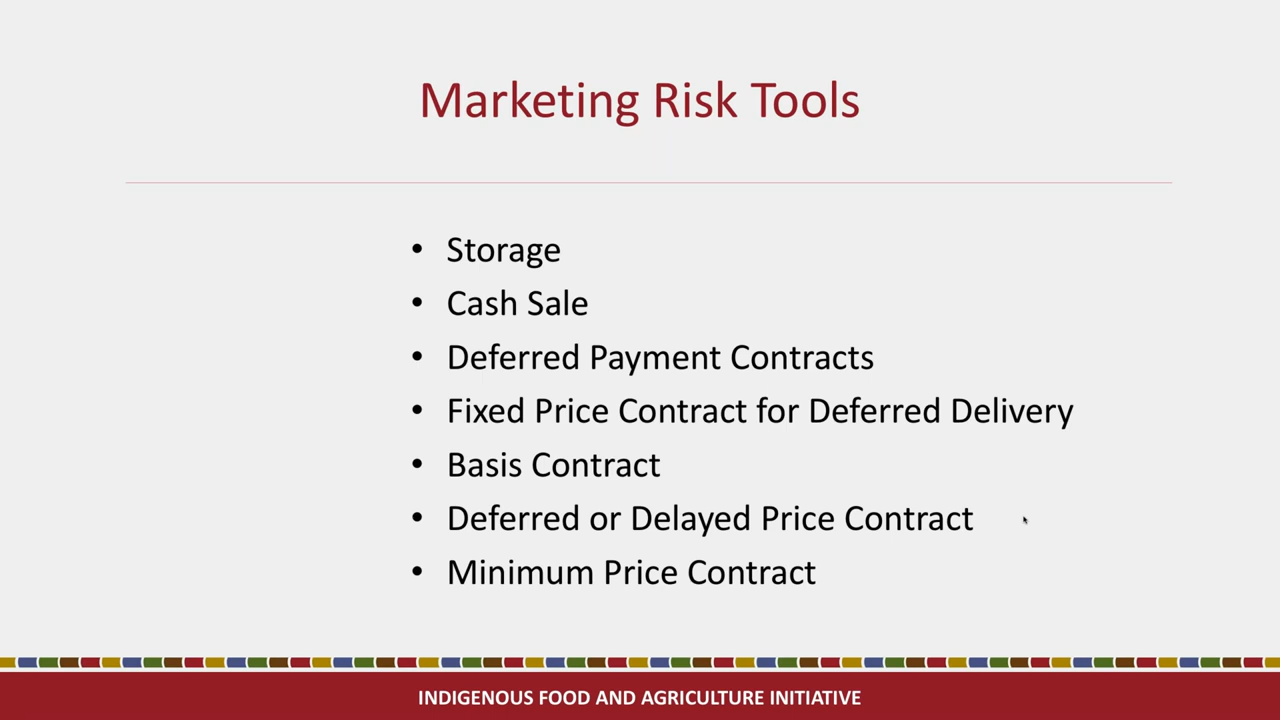 Marketing Risk Tools
• Storage
• Cash Sale
• Deferred Payment Contracts
• Fixed Price Contract for Deferred Delivery
• Basis Contract
• Deferred or Delayed Price Contract
• Minimum Price Contract
INDIGENOUS FOOD AND AGRICULTURE INITIATIVE